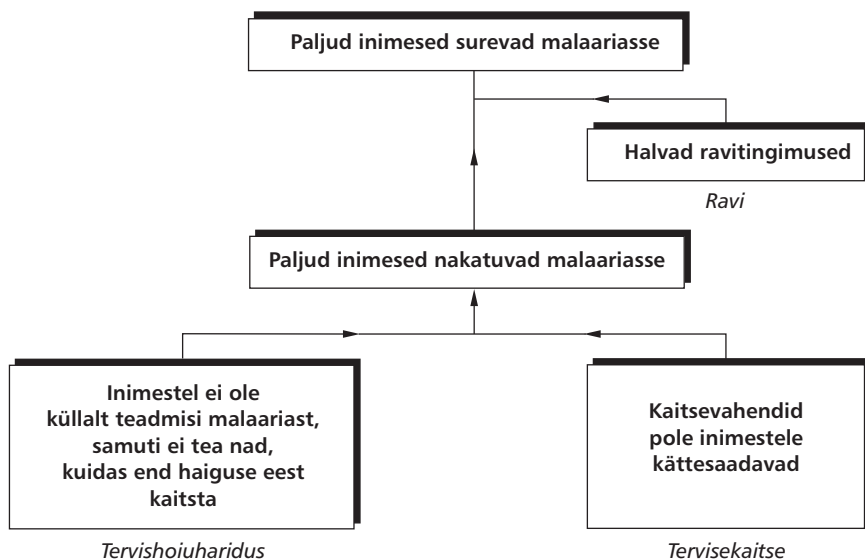 Paljud inimesed surevad malaariasse
Halvad ravitingimused
Ravi
Paljud inimesed nakatuvad malaariasse
Inimestel ei ole
küllalt teadmisi malaariast,
samuti ei tea nad,
kuidas end haiguse eest
kaitsta
Tervishoiuharidus
Kaitsevahendid
pole inimestele
kättesaadavad
Tervisekaitse